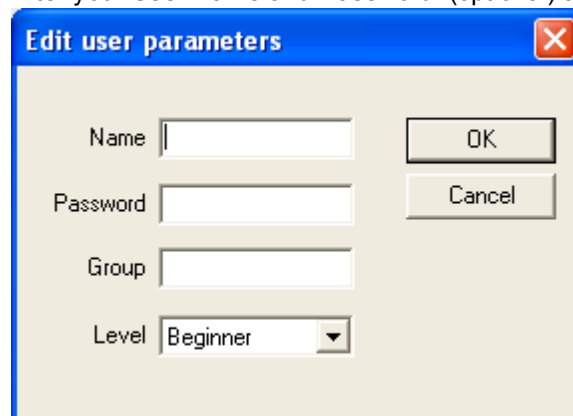 Edit user parameters
Name
OK
Password
Cancel
Group
Level Beginner